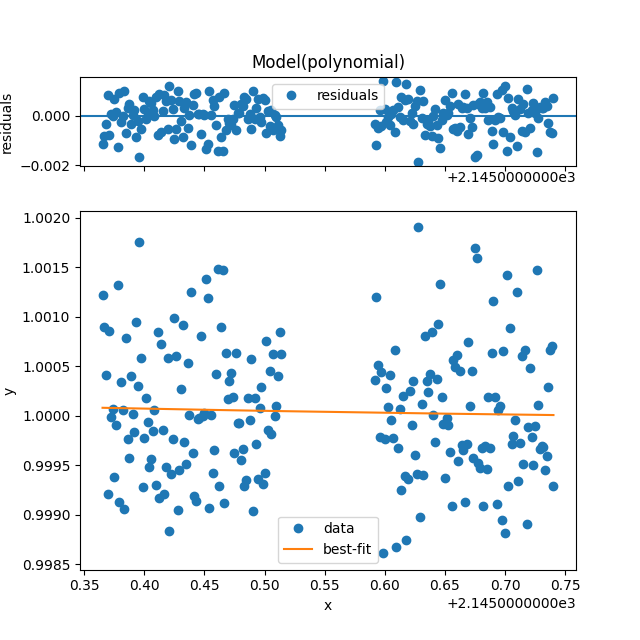 Model(polynomial)
residuals
0.000
−0.002
residuals
+2.1450000000e3
1.0020
1.0015
1.0010
1.0005
1.0000
0.9995
0.9990
0.9985
y
data
best-fit
0.35
0.40
0.45
0.50
0.55
0.60
0.65
0.70
0.75
x
+2.1450000000e3